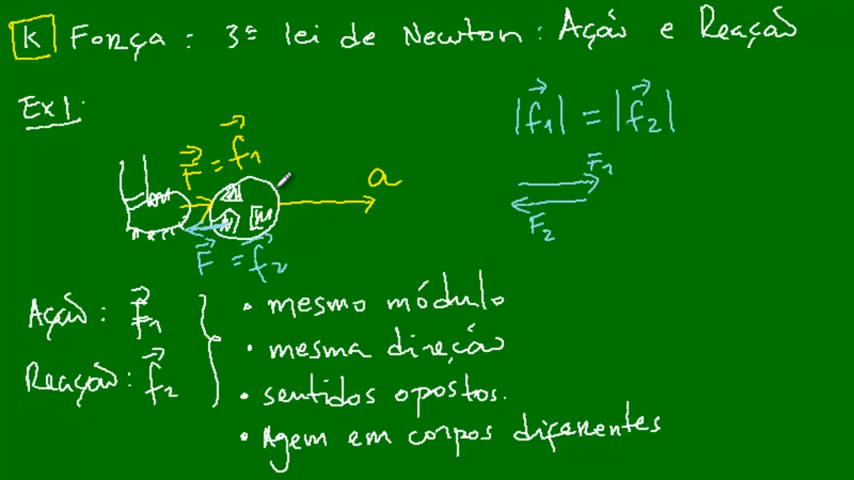 K Força : 3ª lei de Newton : Ação e Reação
Ex1:
|f₁| = |f₂|
F = f₁
a
F₁
F₂
F = f₂
Ação : F₁
Reação : f₂
• mesmo módulo
• mesma direção
• sentidos opostos.
• Agem em corpos diferentes